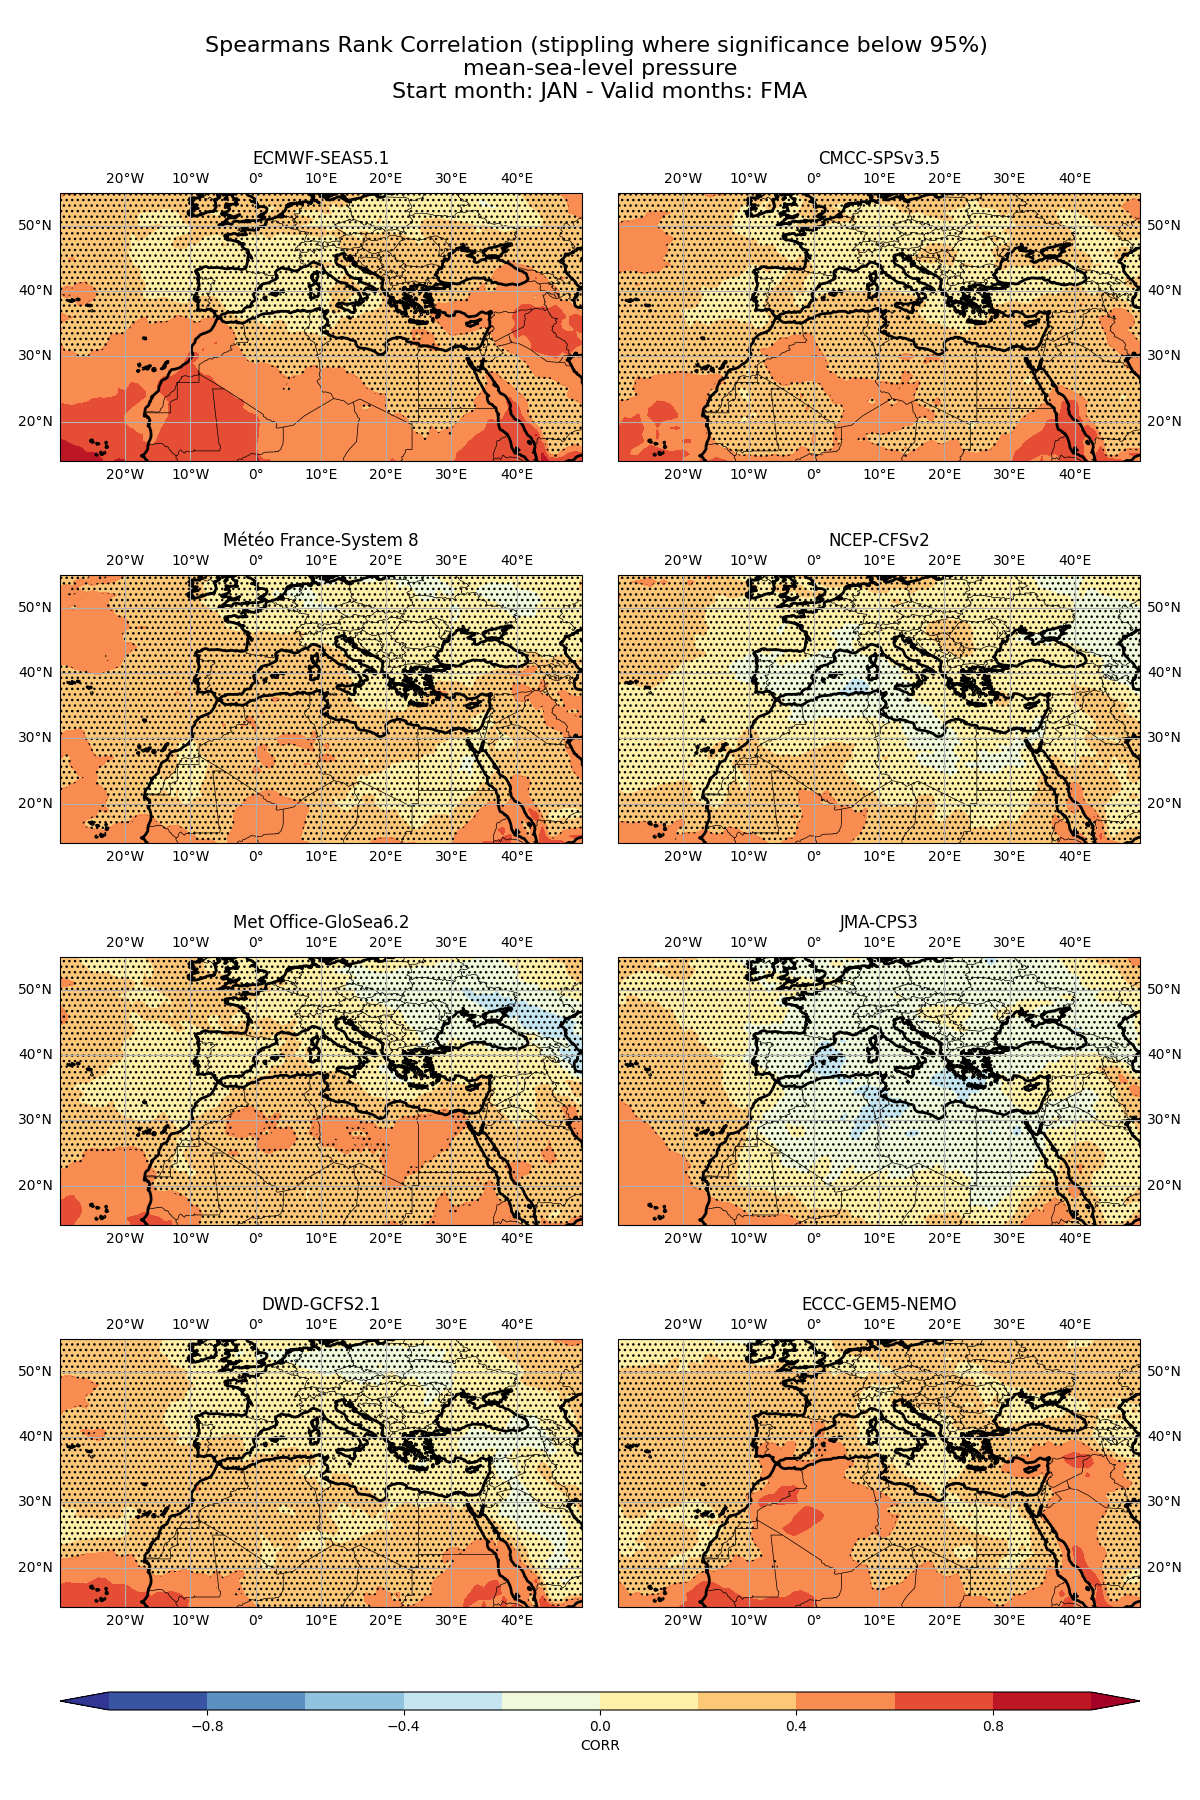 Spearmans Rank Correlation (stippling where significance below 95%)
mean-sea-level pressure
Start month: JAN - Valid months: FMA
ECMWF-SEAS5.1 CMCC-SPSv3.5
20°W 10°W 0° 10°E 20°E 30°E 40°E 20°W 10°W 0° 10°E 20°E 30°E 40°E
50°N 50°N
40°N 40°N
30°N 30°N
20°N 20°N
20°W 10°W 0° 10°E 20°E 30°E 40°E 20°W 10°W 0° 10°E 20°E 30°E 40°E
Météo France-System 8 NCEP-CFSv2
20°W 10°W 0° 10°E 20°E 30°E 40°E 20°W 10°W 0° 10°E 20°E 30°E 40°E
50°N 50°N
40°N 40°N
30°N 30°N
20°N 20°N
20°W 10°W 0° 10°E 20°E 30°E 40°E 20°W 10°W 0° 10°E 20°E 30°E 40°E
Met Office-GloSea6.2 JMA-CPS3
20°W 10°W 0° 10°E 20°E 30°E 40°E 20°W 10°W 0° 10°E 20°E 30°E 40°E
50°N 50°N
40°N 40°N
30°N 30°N
20°N 20°N
20°W 10°W 0° 10°E 20°E 30°E 40°E 20°W 10°W 0° 10°E 20°E 30°E 40°E
DWD-GCFS2.1 ECCC-GEM5-NEMO
20°W 10°W 0° 10°E 20°E 30°E 40°E 20°W 10°W 0° 10°E 20°E 30°E 40°E
50°N 50°N
40°N 40°N
30°N 30°N
20°N 20°N
20°W 10°W 0° 10°E 20°E 30°E 40°E 20°W 10°W 0° 10°E 20°E 30°E 40°E
−0.8 −0.4 0.0 0.4 0.8
CORR